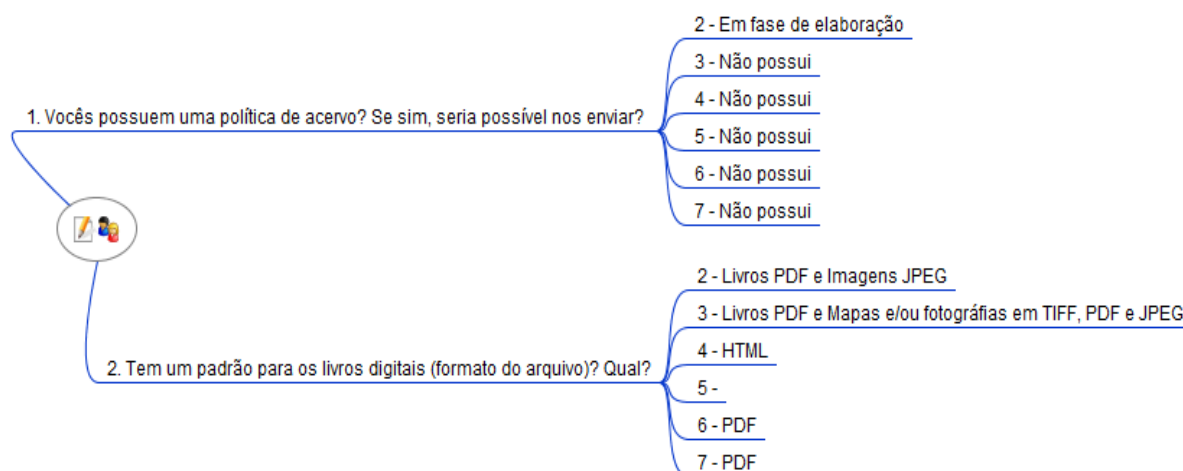 1. Vocês possuem uma política de acervo? Se sim, seria possível nos enviar?
2 - Em fase de elaboração
3 - Não possui
4 - Não possui
5 - Não possui
6 - Não possui
7 - Não possui
2. Tem um padrão para os livros digitais (formato do arquivo)? Qual?
2 - Livros PDF e Imagens JPEG
3 - Livros PDF e Mapas e/ou fotográfias em TIFF, PDF e JPEG
4 - HTML
5 -
6 - PDF
7 - PDF